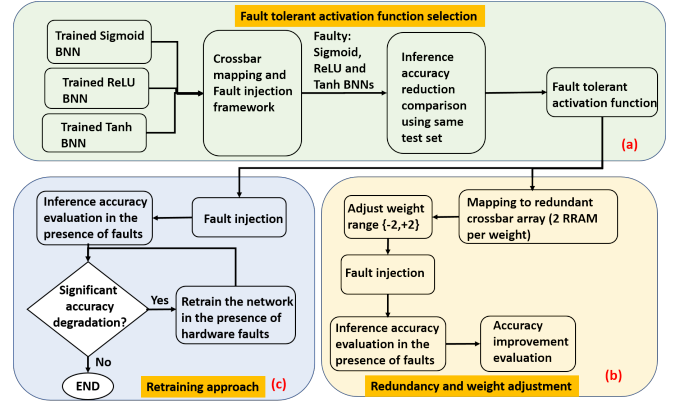 Fault tolerant activation function selection
Trained Sigmoid
BNN
Trained ReLU
BNN
Trained Tanh
BNN
Crossbar
mapping and
Fault injection
framework
Faulty:
Sigmoid,
ReLU and
Tanh BNNs
Inference
accuracy
reduction
comparison
using same
test set
Fault tolerant
activation function
(a)
Inference accuracy
evaluation in the
presence of faults
Fault injection
Significant
accuracy
degradation?
Yes
Retrain the network
in the presence of
hardware faults
No
END
Retraining approach
(c)
Adjust weight
range {-2,+2}
Mapping to redundant
crossbar array (2 RRAM
per weight)
Fault injection
Inference accuracy
evaluation in the
presence of faults
Accuracy
improvement
evaluation
(b)
Redundancy and weight adjustment